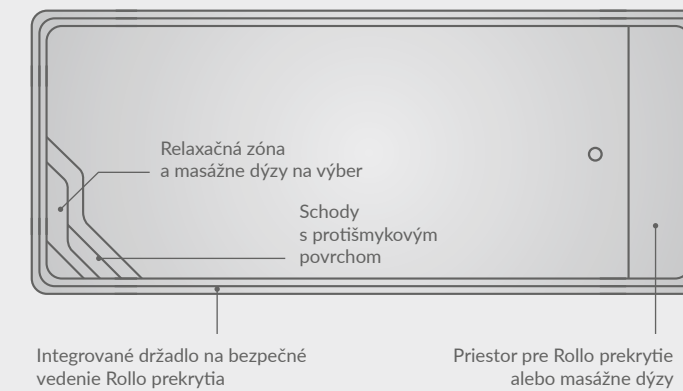 Relaxačná zóna
a masážne dýzy na výber
Schody
s protišmykovým
povrchom
Integrované držadlo na bezpečné
vedenie Rollo prekrytia
Priestor pre Rollo prekrytie
alebo masážne dýzy